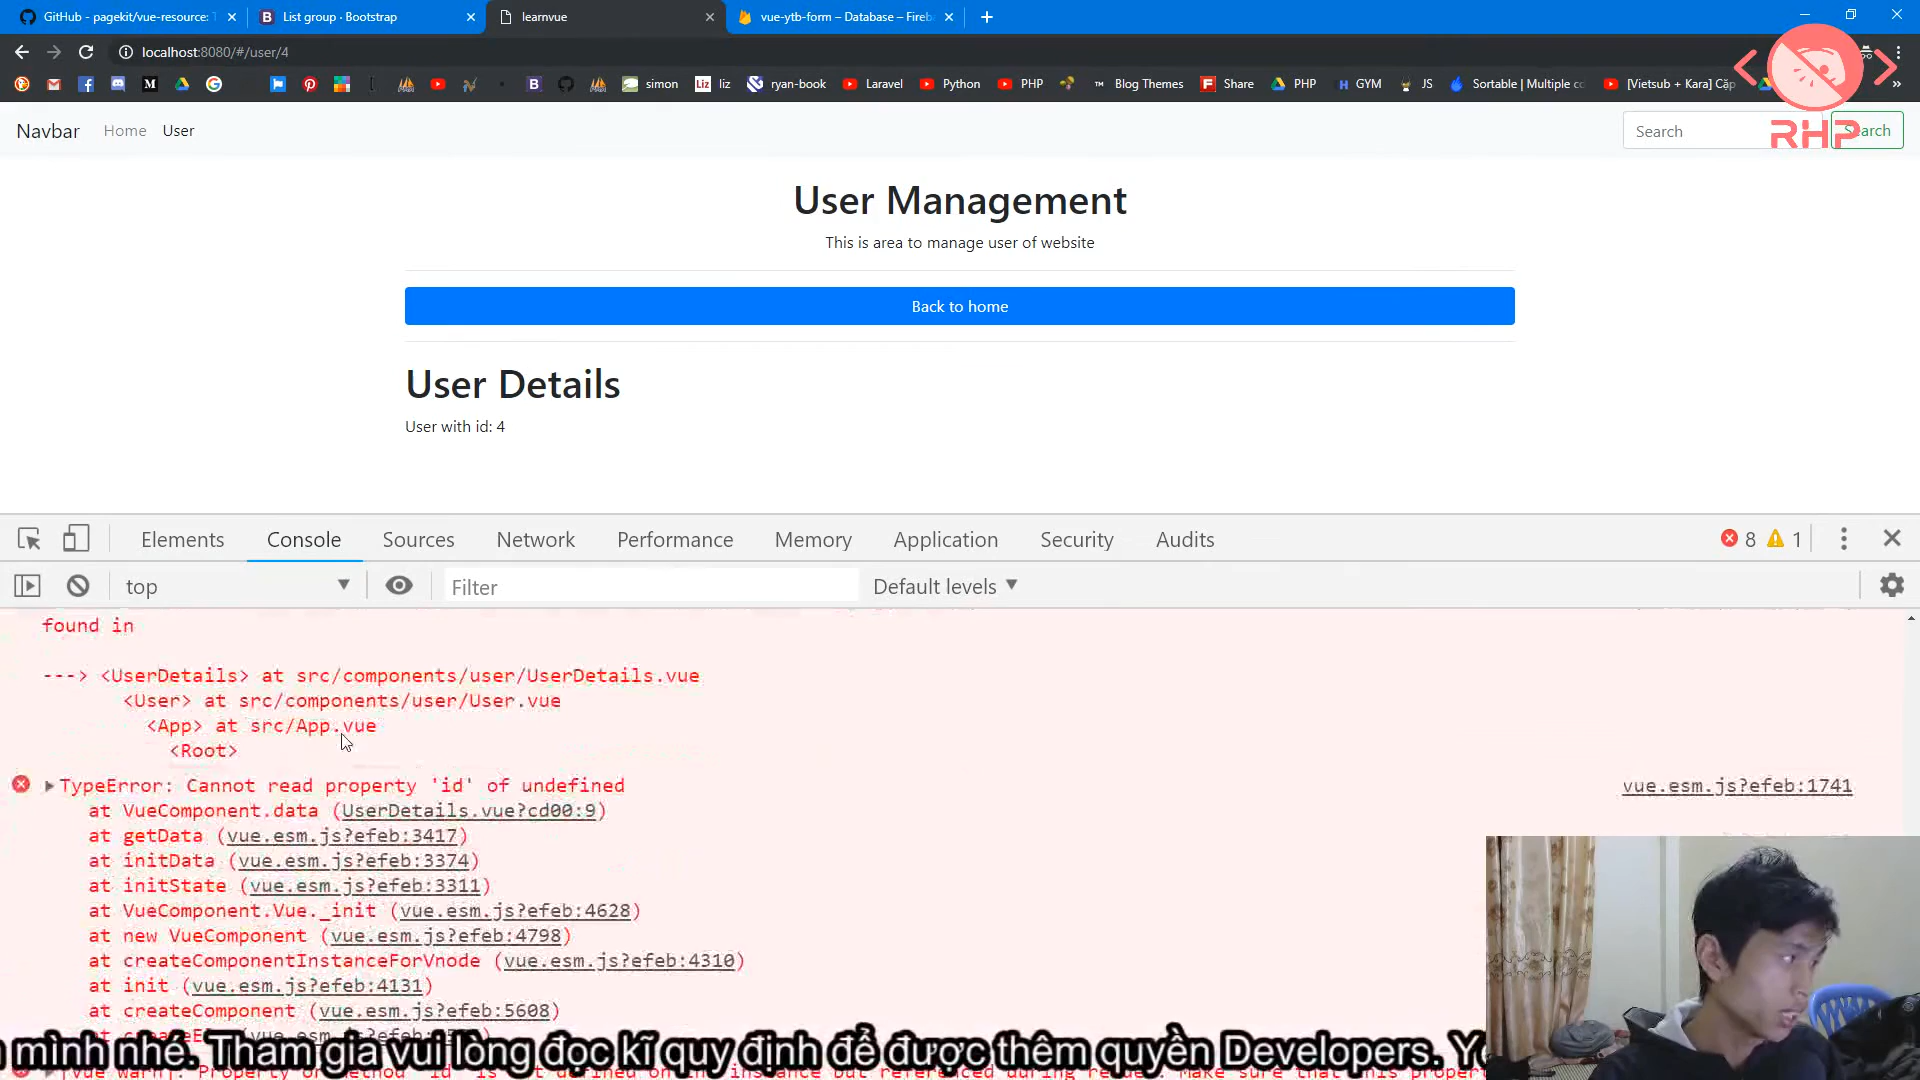 GitHub - pagekit/vue-resource: T
List group · Bootstrap
learnvue
vue-ytb-form – Database – Fireb
localhost:8080/#/user/4
simon
Liz liz
ryan-book
Laravel
Python
PHP
Blog Themes
Share
PHP
GYM
JS
Sortable | Multiple co
[Vietsub + Kara] Cặp
Navbar Home User
Search
RHP
User Management
This is area to manage user of website
Back to home
User Details
User with id: 4
Elements Console Sources Network Performance Memory Application Security Audits
8 1
top
Filter
Default levels
found in
---> <UserDetails> at src/components/user/UserDetails.vue
<User> at src/components/user/User.vue
<App> at src/App.vue
<Root>
TypeError: Cannot read property 'id' of undefined vue.esm.js?efeb:1741
at VueComponent.data (UserDetails.vue?cd00:9)
at getData (vue.esm.js?efeb:3417)
at initData (vue.esm.js?efeb:3374)
at initState (vue.esm.js?efeb:3311)
at VueComponent.Vue._init (vue.esm.js?efeb:4628)
at new VueComponent (vue.esm.js?efeb:4798)
at createComponentInstanceForVnode (vue.esm.js?efeb:4310)
at init (vue.esm.js?efeb:4131)
at createComponent (vue.esm.js?efeb:5608)
mình nhé. Tham gia vui lòng đọc kĩ quy định để được thêm quyền Developers.